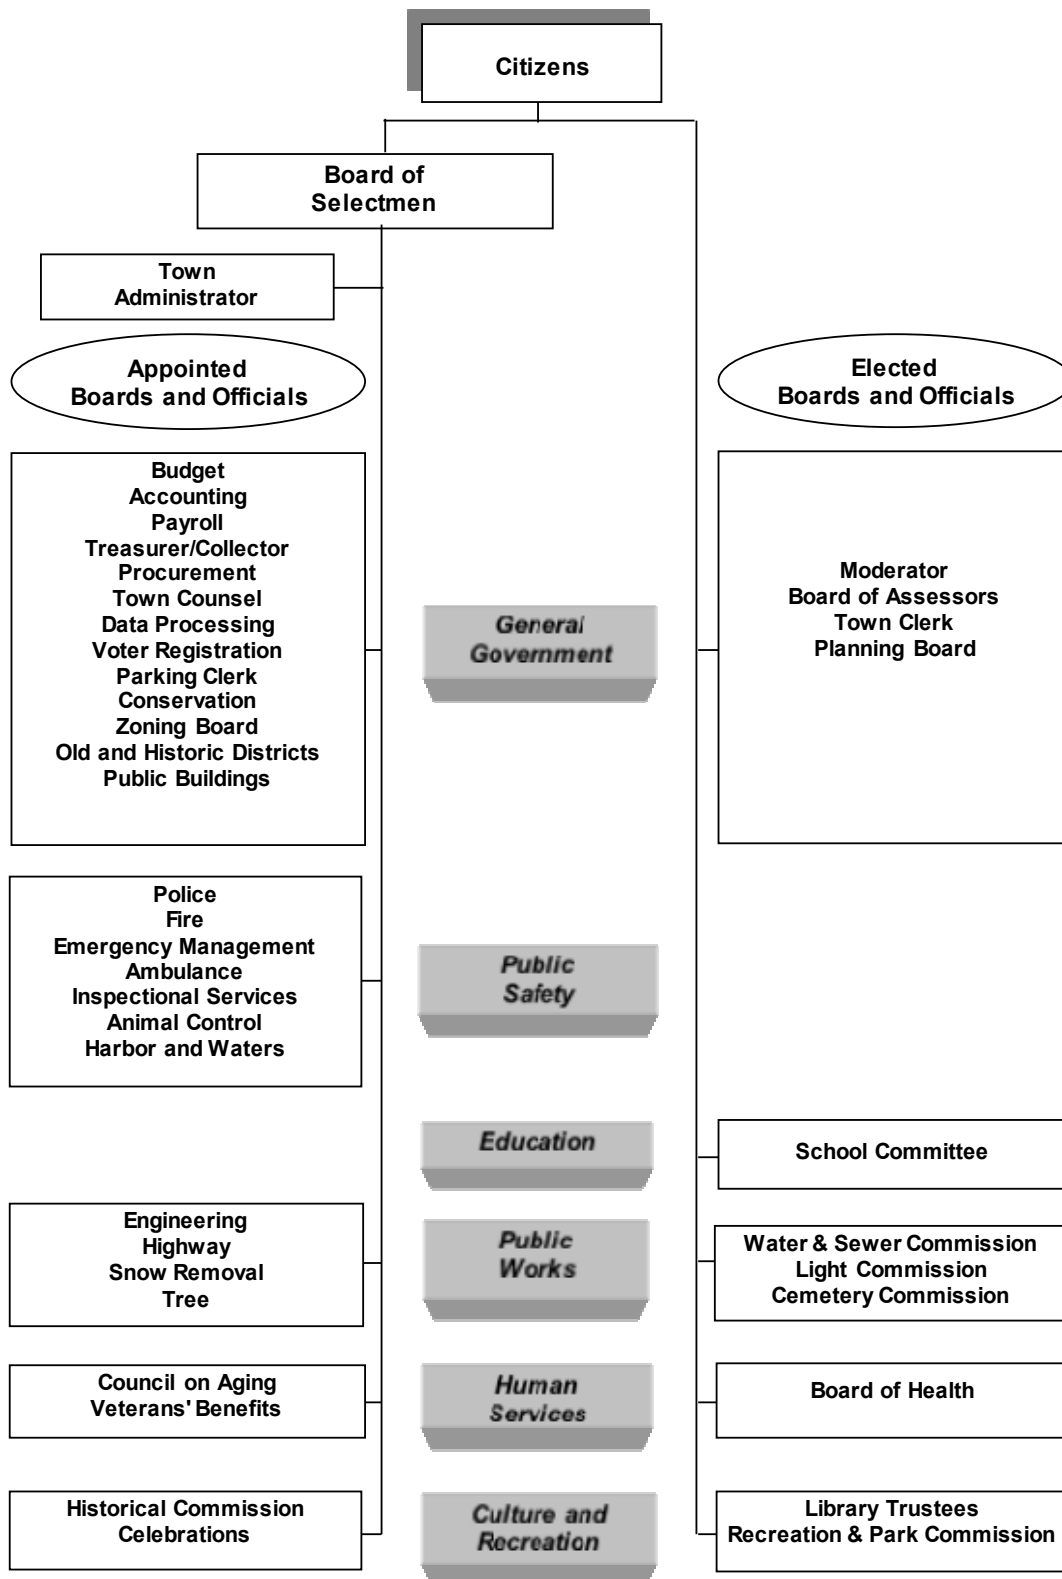 Citizens
Board of
Selectmen
Town
Administrator
Appointed
Boards and Officials
Elected
Boards and Officials
Budget
Accounting
Payroll
Treasurer/Collector
Procurement
Town Counsel
Data Processing
Voter Registration
Parking Clerk
Conservation
Zoning Board
Old and Historic Districts
Public Buildings
General
Government
Moderator
Board of Assessors
Town Clerk
Planning Board
Police
Fire
Emergency Management
Ambulance
Inspectional Services
Animal Control
Harbor and Waters
Public
Safety
Education
School Committee
Engineering
Highway
Snow Removal
Tree
Public
Works
Water & Sewer Commission
Light Commission
Cemetery Commission
Council on Aging
Veterans' Benefits
Human
Services
Board of Health
Historical Commission
Celebrations
Culture and
Recreation
Library Trustees
Recreation & Park Commission